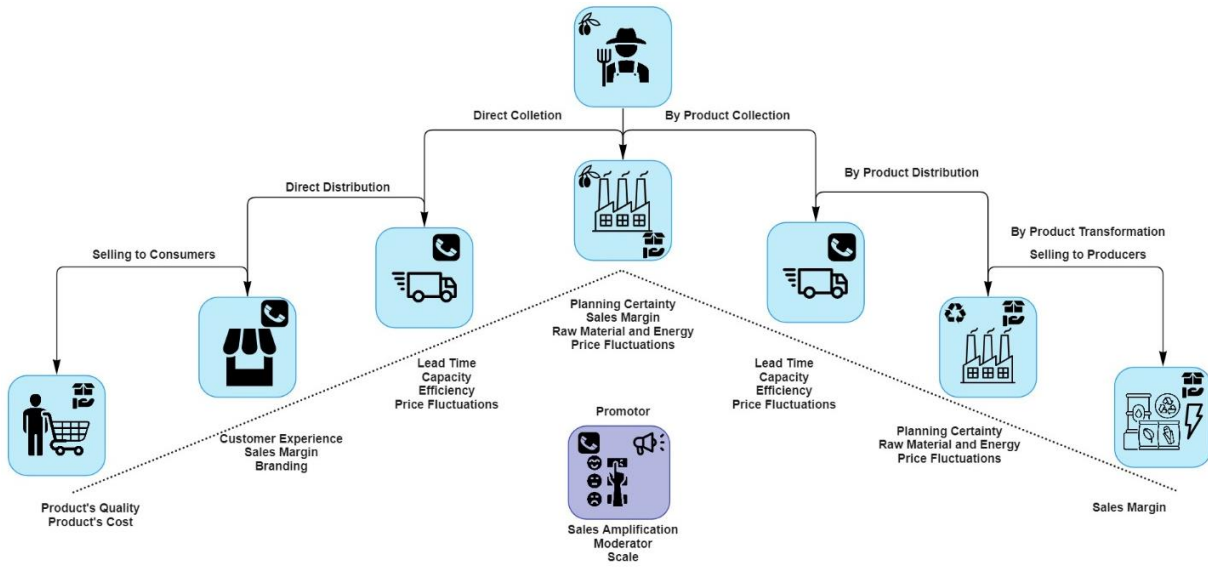 Direct Colletion
By Product Collection
Direct Distribution
By Product Distribution
Selling to Consumers
By Product Transformation
Selling to Producers
Planning Certainty
Sales Margin
Raw Material and Energy
Price Fluctuations
Lead Time
Capacity
Efficiency
Price Fluctuations
Lead Time
Capacity
Efficiency
Price Fluctuations
Customer Experience
Sales Margin
Branding
Promotor
Planning Certainty
Raw Material and Energy
Price Fluctuations
Product's Quality
Product's Cost
Sales Margin
Sales Amplification
Moderator
Scale